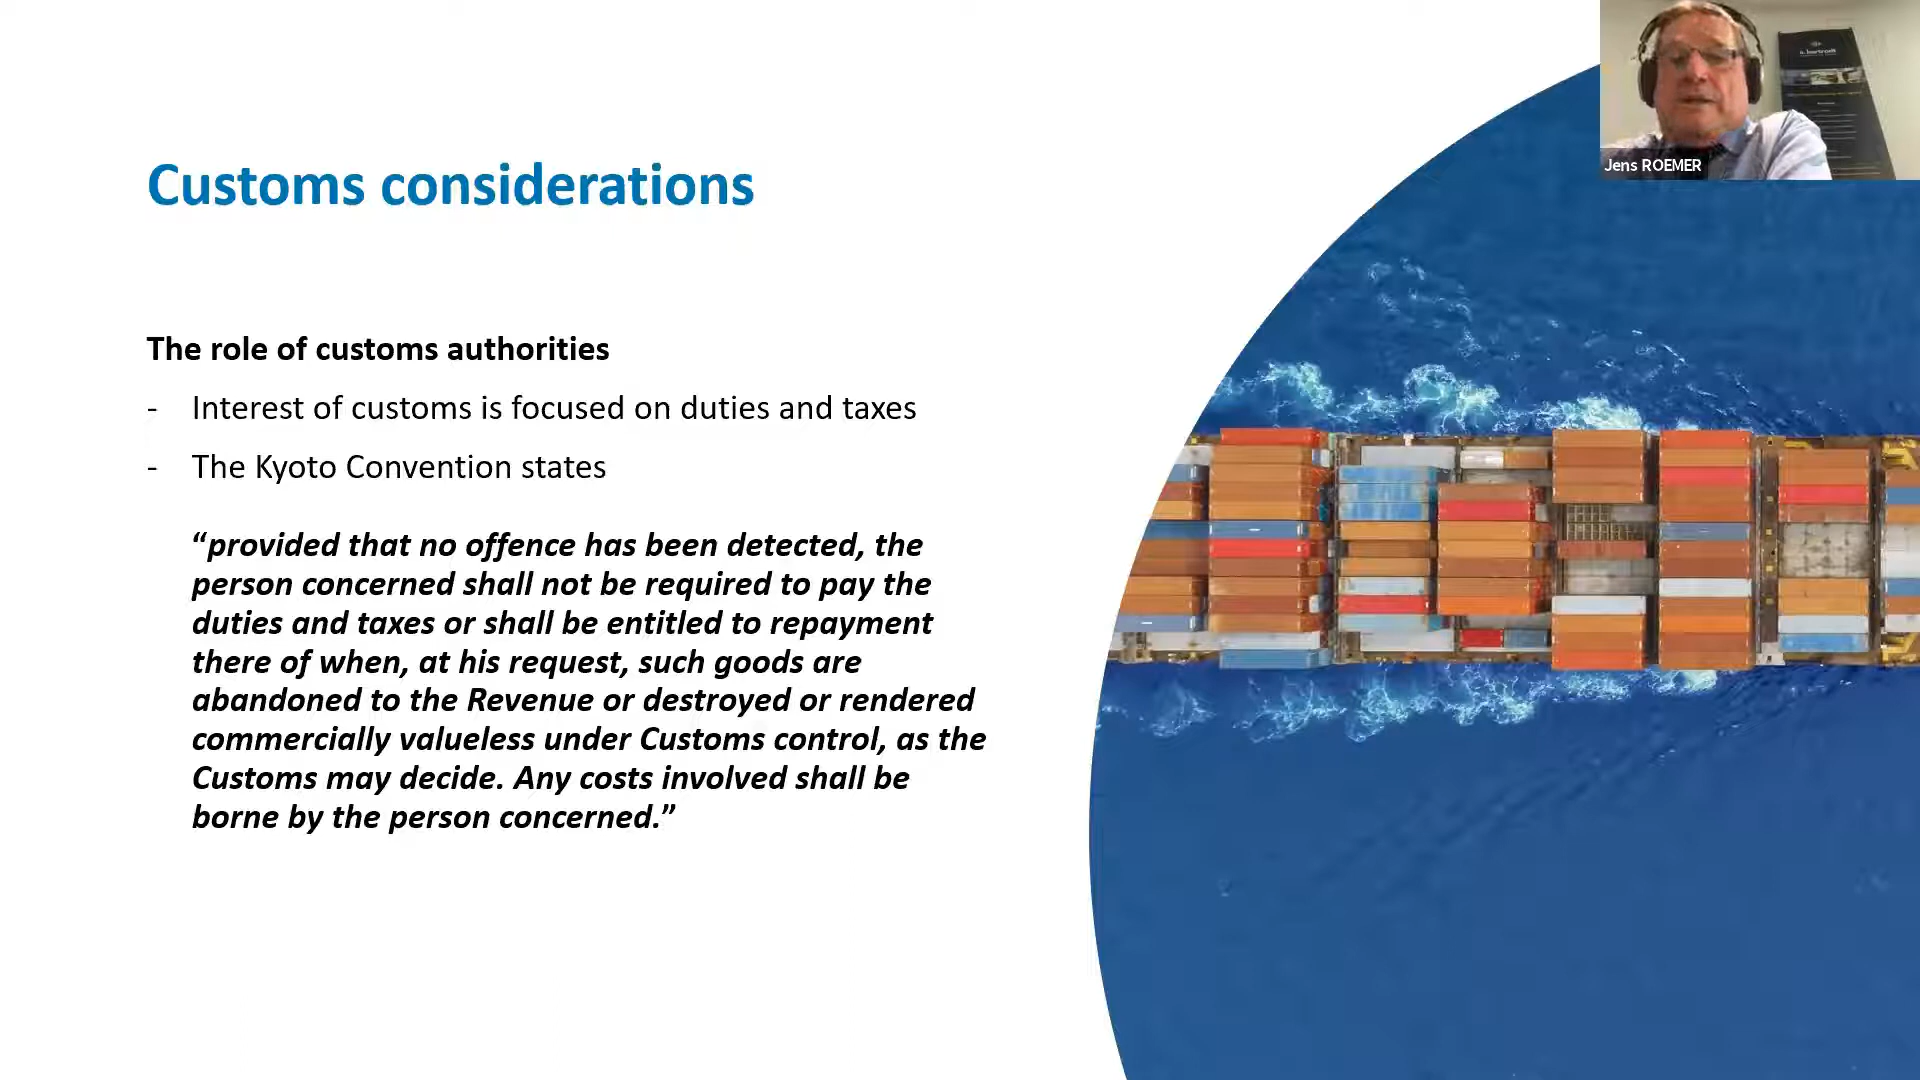 Customs considerations
The role of customs authorities
- Interest of customs is focused on duties and taxes
- The Kyoto Convention states
“provided that no offence has been detected, the
person concerned shall not be required to pay the
duties and taxes or shall be entitled to repayment
there of when, at his request, such goods are
abandoned to the Revenue or destroyed or rendered
commercially valueless under Customs control, as the
Customs may decide. Any costs involved shall be
borne by the person concerned.”
Jens ROEMER